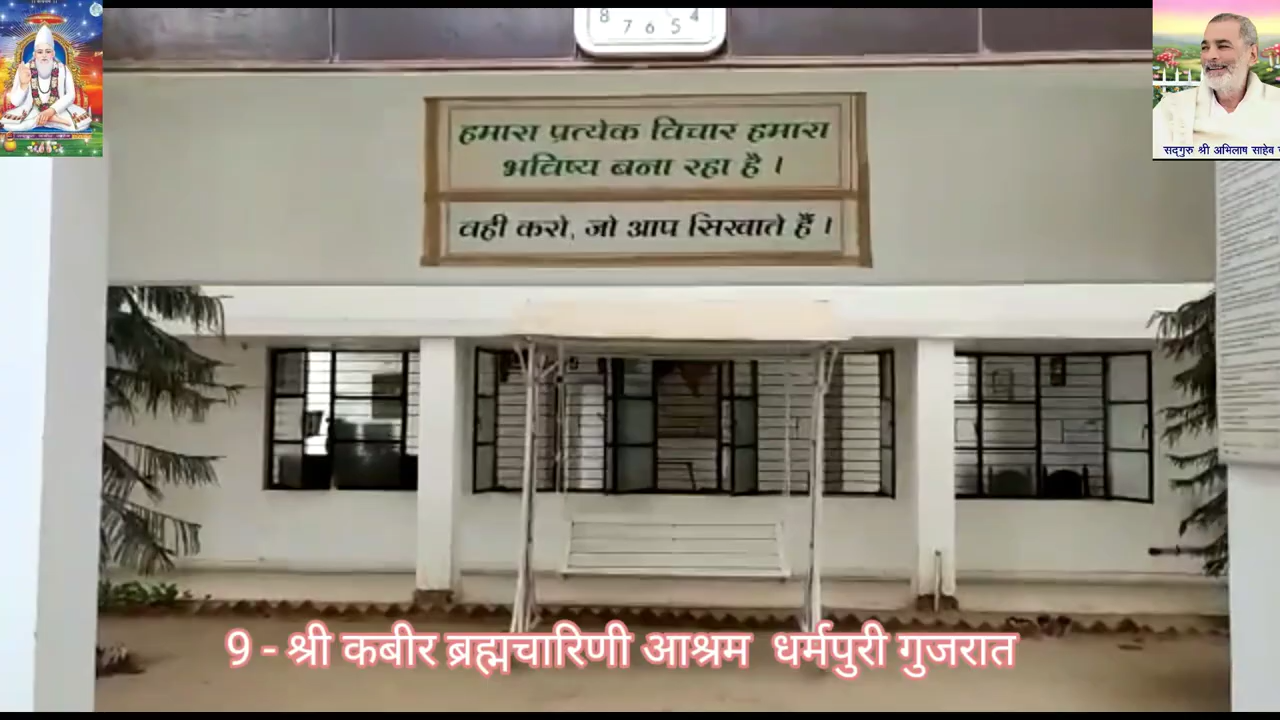 8 7 6 5 4
हमारा प्रत्येक विचार हमारा
भविष्य बना रहा है ।
वही करो, जो आप सिखाते हैं ।
सद्गुरु श्री अभिलाष साहेब
9 - श्री कबीर ब्रह्मचारिणी आश्रम धर्मपुरी गुजरात